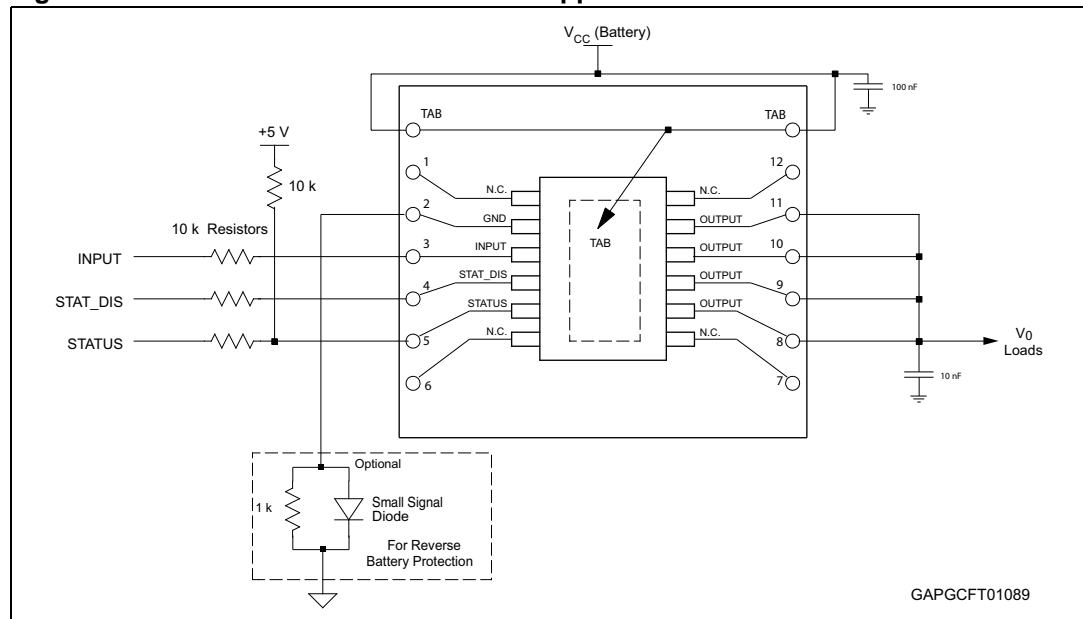 V_CC (Battery)
100 nF
TAB
TAB
+5 V
10 k
1
12
N.C.
N.C.
2
11
GND
OUTPUT
10 k Resistors
3
10
INPUT
INPUT
OUTPUT
TAB
4
9
STAT_DIS
STAT_DIS
OUTPUT
5
8
STATUS
STATUS
OUTPUT
V0
Loads
N.C.
N.C.
6
7
10 nF
Optional
1 k
Small Signal
Diode
For Reverse
Battery Protection
GAPGCFT01089